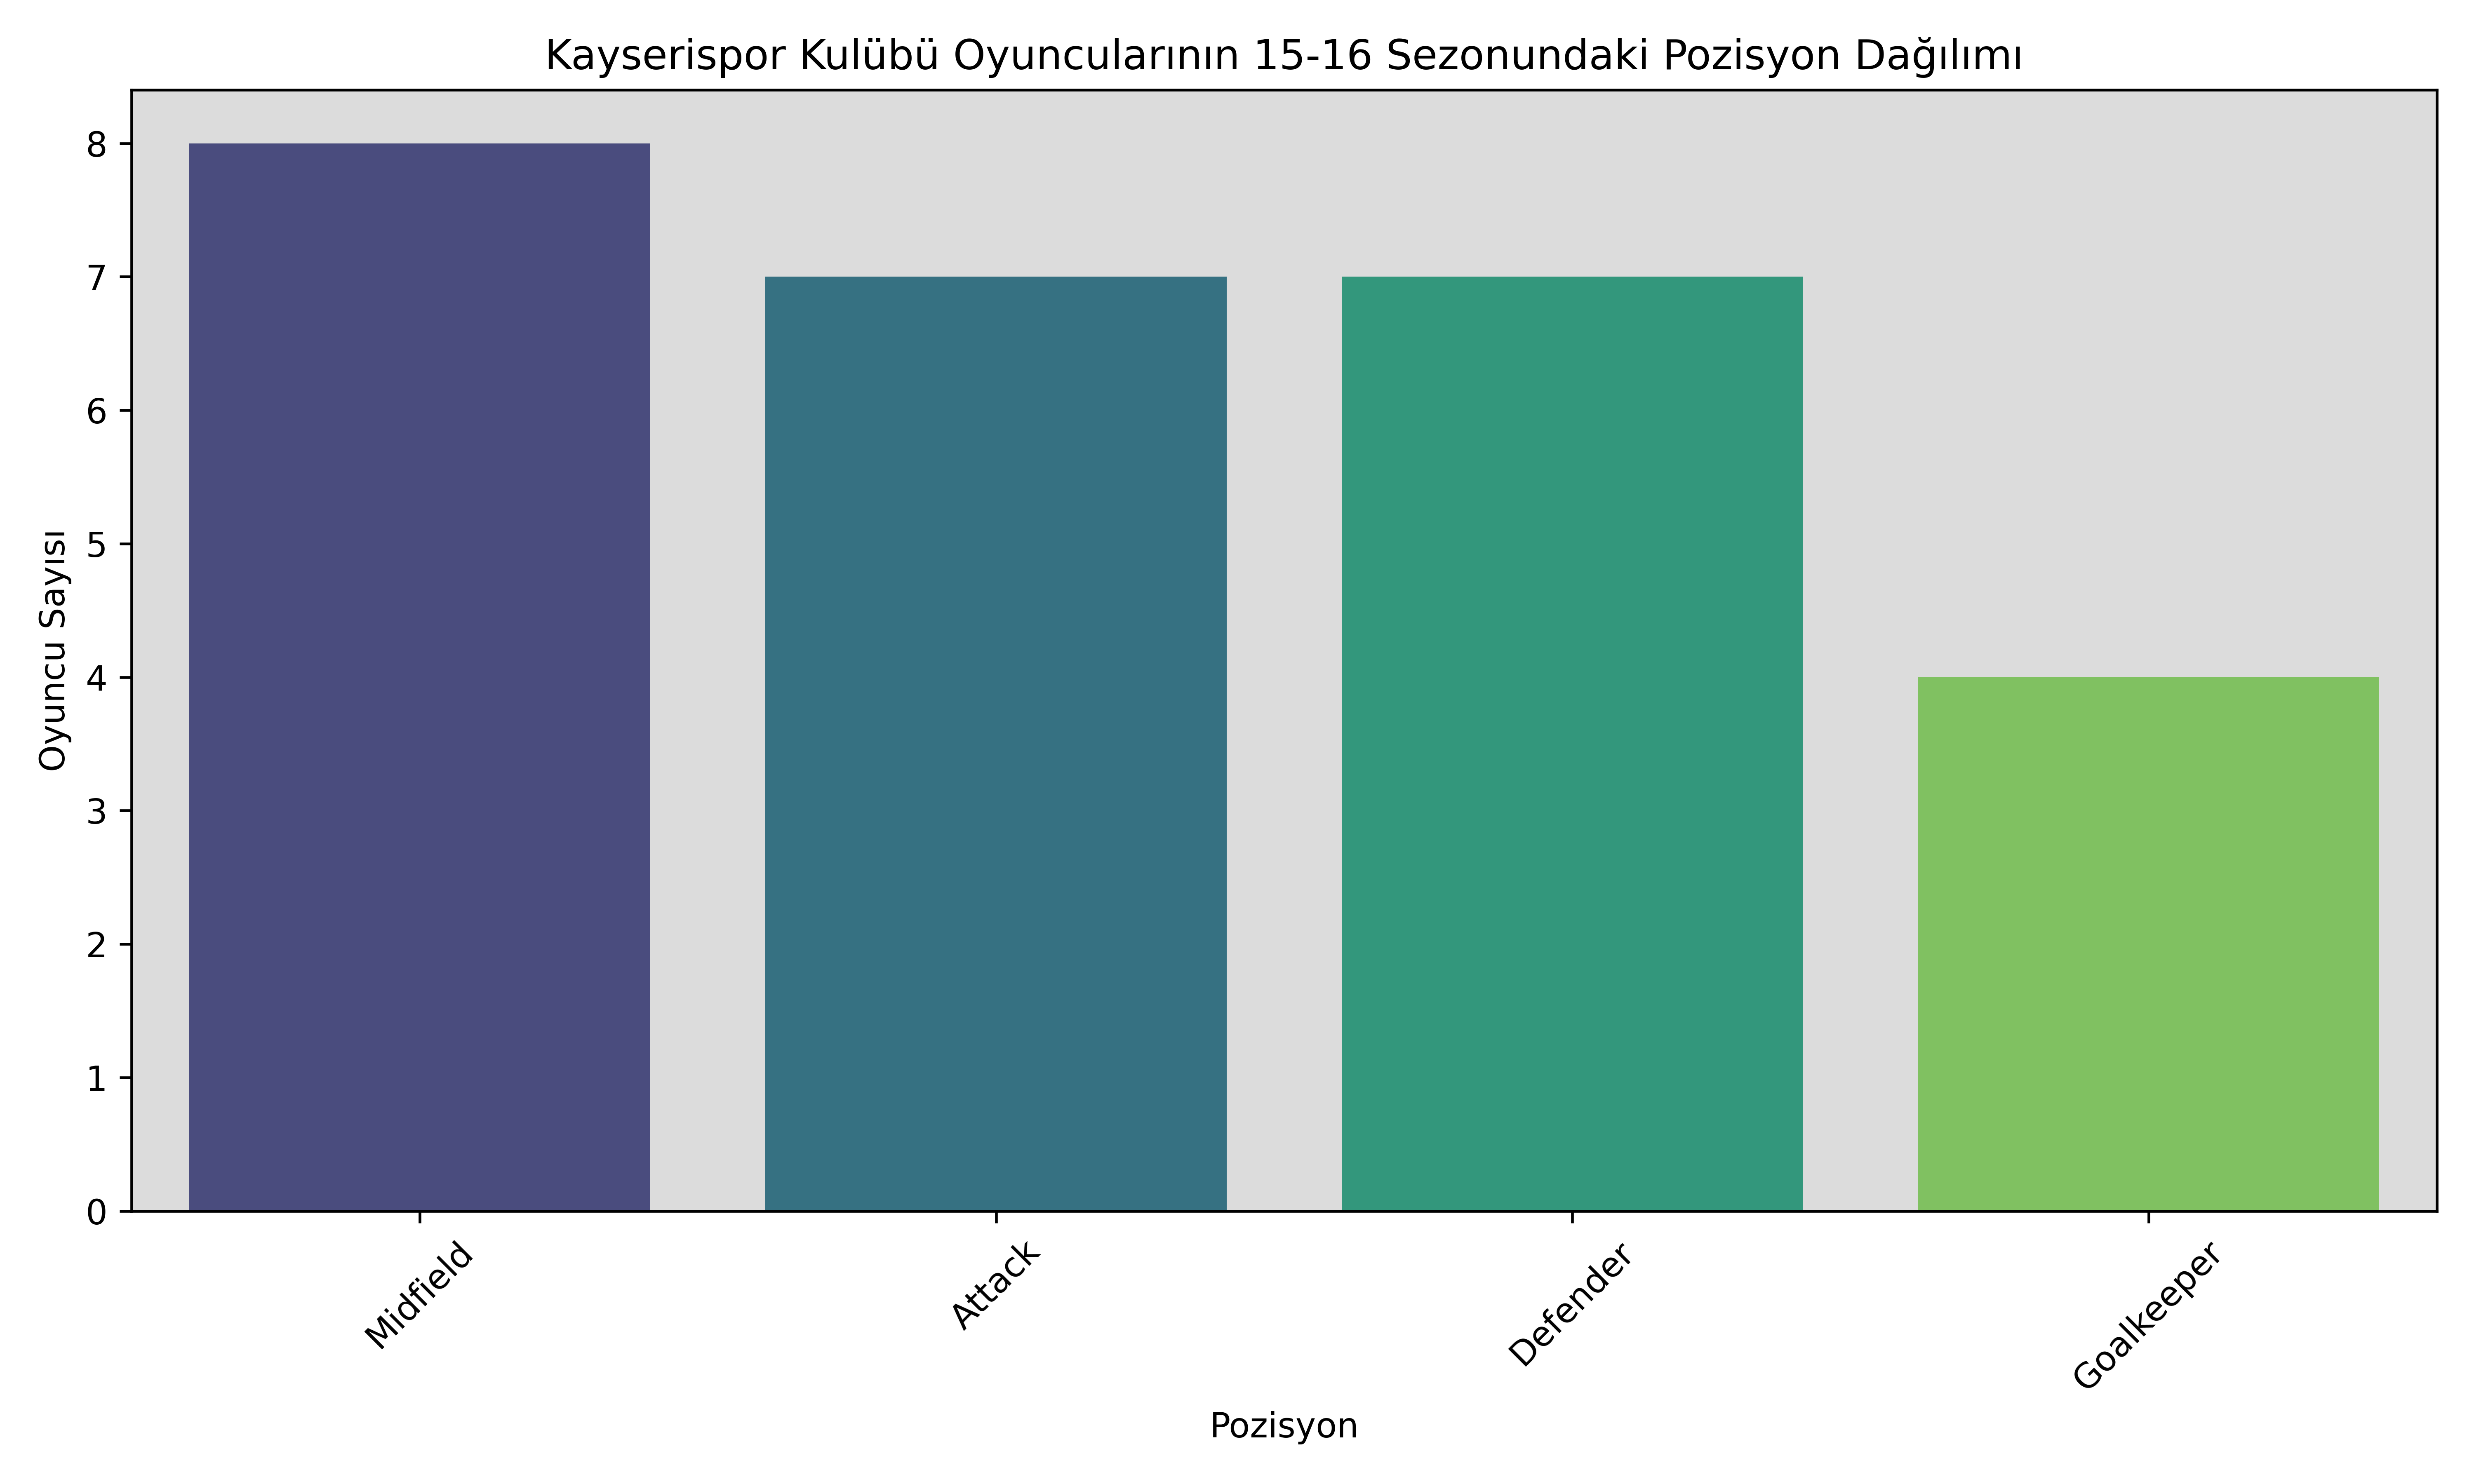 Kayserispor Kulübü Oyuncularının 15-16 Sezonundaki Pozisyon Dağılımı
Oyuncu Sayısı
8
7
6
5
4
3
2
1
0
Midfield
Attack
Defender
Goalkeeper
Pozisyon